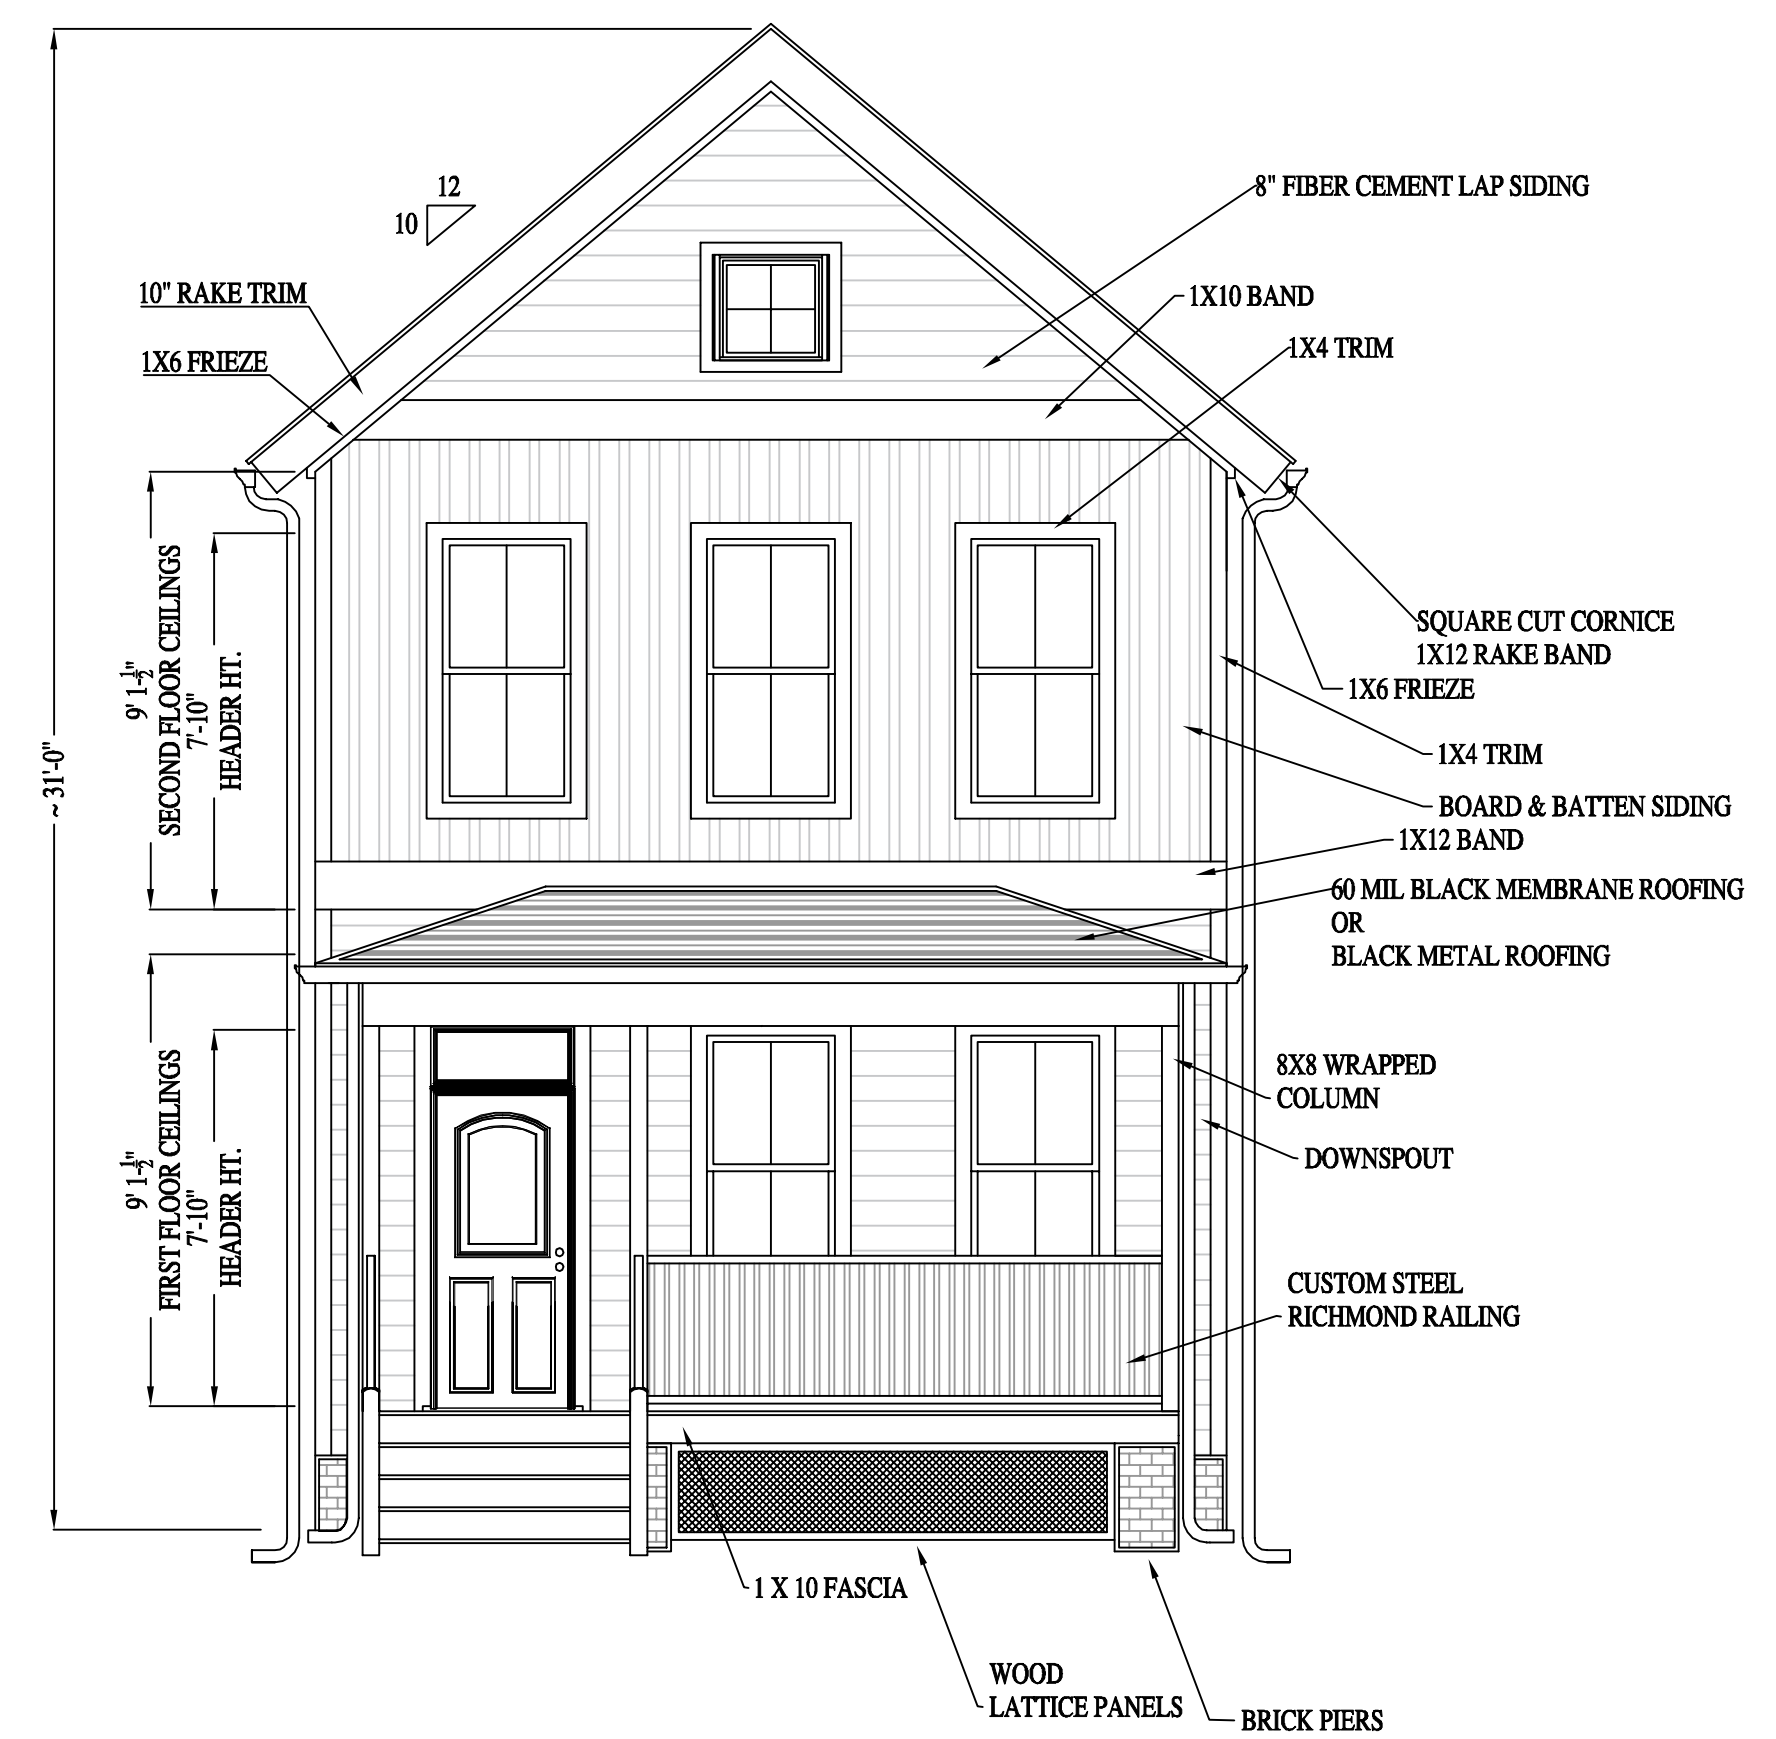 12
10
8" FIBER CEMENT LAP SIDING
10" RAKE TRIM
1X10 BAND
1X4 TRIM
1X6 FRIEZE
SQUARE CUT CORNICE
1X12 RAKE BAND
1X6 FRIEZE
1X4 TRIM
BOARD & BATTEN SIDING
1X12 BAND
60 MIL BLACK MEMBRANE ROOFING
OR
BLACK METAL ROOFING
~ 31'-0"
9' 1-1/2"
SECOND FLOOR CEILINGS
7'-10"
HEADER HT.
9' 1-1/2"
FIRST FLOOR CEILINGS
7'-10"
HEADER HT.
8X8 WRAPPED
COLUMN
DOWNSPOUT
CUSTOM STEEL
RICHMOND RAILING
1 X 10 FASCIA
WOOD
LATTICE PANELS
BRICK PIERS